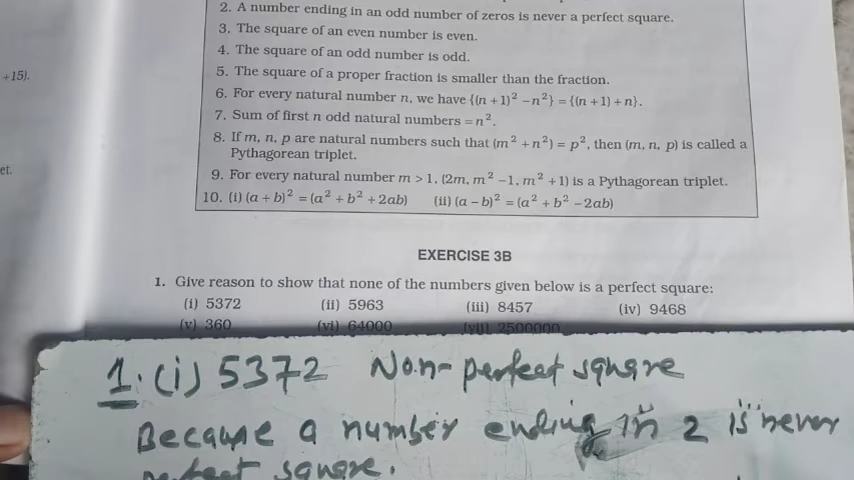 2. A number ending in an odd number of zeros is never a perfect square.
3. The square of an even number is even.
+15).
4. The square of an odd number is odd.
5. The square of a proper fraction is smaller than the fraction.
6. For every natural number n, we have {(n + 1)² − n²} = {(n + 1) + n}.
7. Sum of first n odd natural numbers = n².
8. If m, n, p are natural numbers such that (m² + n²) = p², then (m, n, p) is called a
Pythagorean triplet.
et.
9. For every natural number m > 1, (2m, m² − 1, m² + 1) is a Pythagorean triplet.
10. (i) (a + b)² = (a² + b² + 2ab) (ii) (a − b)² = (a² + b² − 2ab)
EXERCISE 3B
1. Give reason to show that none of the numbers given below is a perfect square:
(i) 5372 (ii) 5963 (iii) 8457 (iv) 9468
(v) 360 (vi) 64000 (vii) 2500000
1. (i) 5372 Non-perfect square
Because a number ending in 2 is never
perfect square.